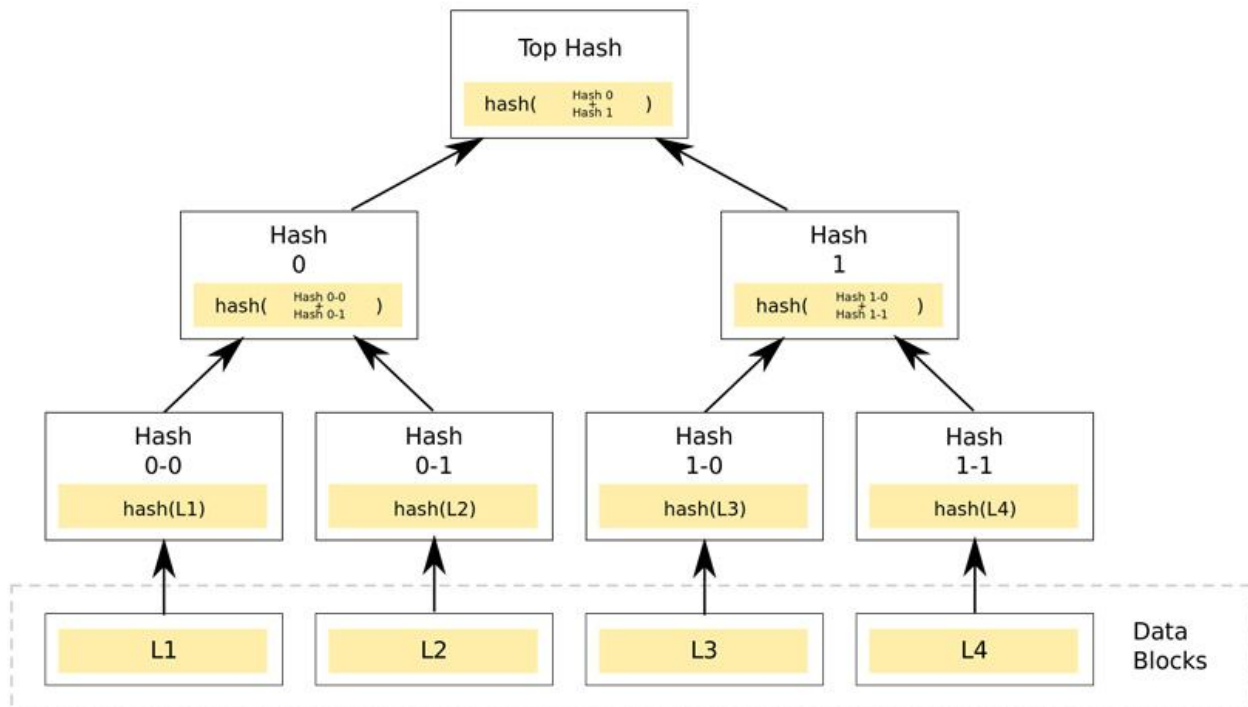 Top Hash
hash( Hash 0 + Hash 1 )
Hash
0
hash( Hash 0-0 + Hash 0-1 )
Hash
1
hash( Hash 1-0 + Hash 1-1 )
Hash
0-0
hash(L1)
Hash
0-1
hash(L2)
Hash
1-0
hash(L3)
Hash
1-1
hash(L4)
L1
L2
L3
L4
Data
Blocks